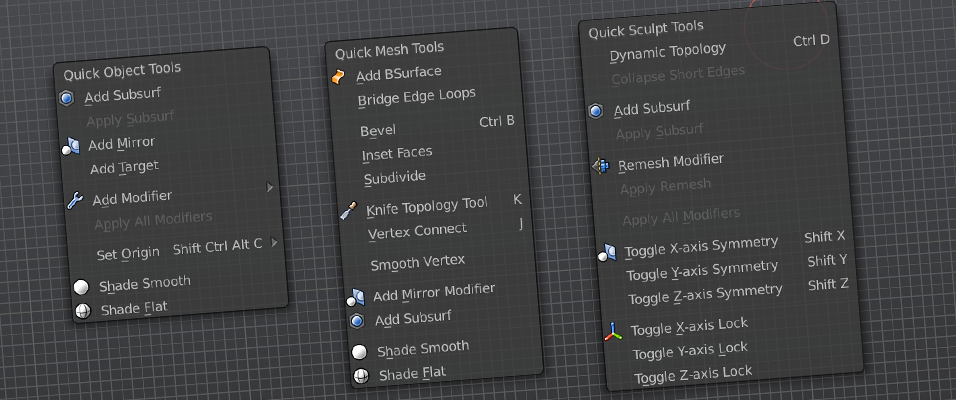 Quick Object Tools
Add Subsurf
Apply Subsurf
Add Mirror
Add Target
Add Modifier
Apply All Modifiers
Set Origin Shift Ctrl Alt C
Shade Smooth
Shade Flat
Quick Mesh Tools
Add BSurface
Bridge Edge Loops
Bevel Ctrl B
Inset Faces
Subdivide
Knife Topology Tool K
Vertex Connect J
Smooth Vertex
Add Mirror Modifier
Add Subsurf
Shade Smooth
Shade Flat
Quick Sculpt Tools
Dynamic Topology Ctrl D
Collapse Short Edges
Add Subsurf
Apply Subsurf
Remesh Modifier
Apply Remesh
Apply All Modifiers
Toggle X-axis Symmetry Shift X
Toggle Y-axis Symmetry Shift Y
Toggle Z-axis Symmetry Shift Z
Toggle X-axis Lock
Toggle Y-axis Lock
Toggle Z-axis Lock